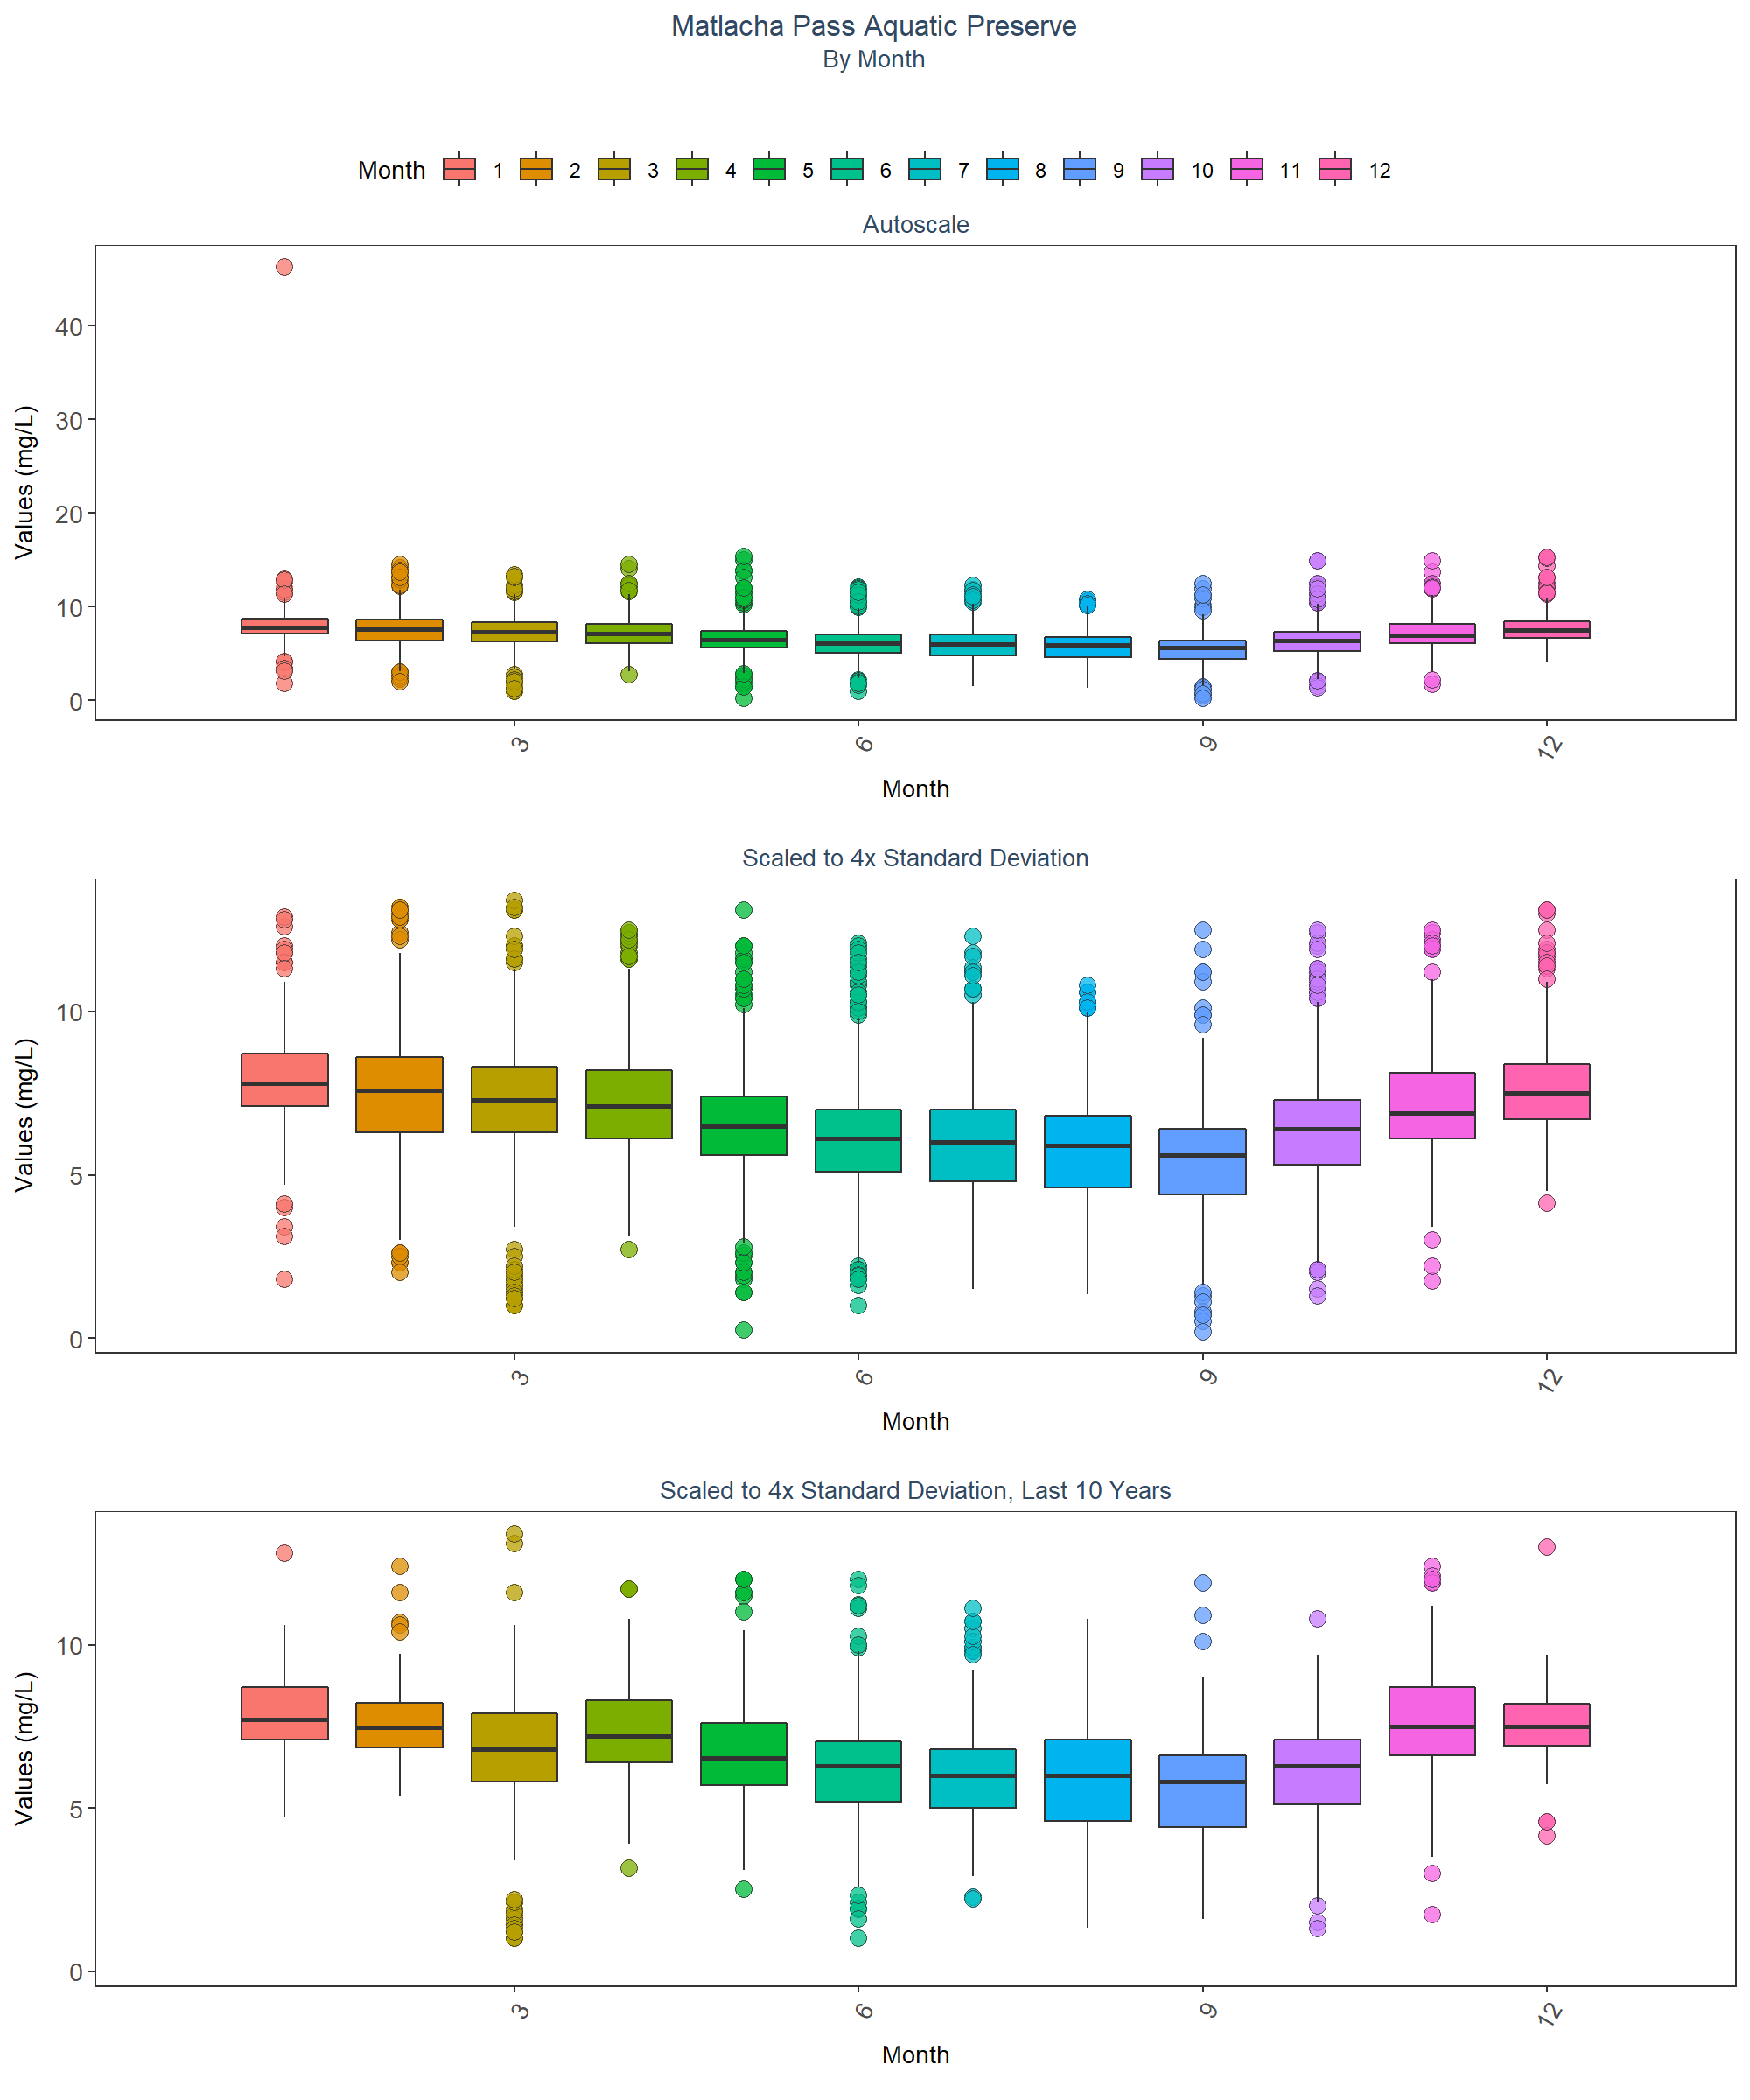 Matlacha Pass Aquatic Preserve
By Month
Month 1 2 3 4 5 6 7 8 9 10 11 12
Autoscale
Values (mg/L)
40
30
20
10
0
3 6 9 12
Month
Scaled to 4x Standard Deviation
Values (mg/L)
10
5
0
3 6 9 12
Month
Scaled to 4x Standard Deviation, Last 10 Years
Values (mg/L)
10
5
0
3 6 9 12
Month